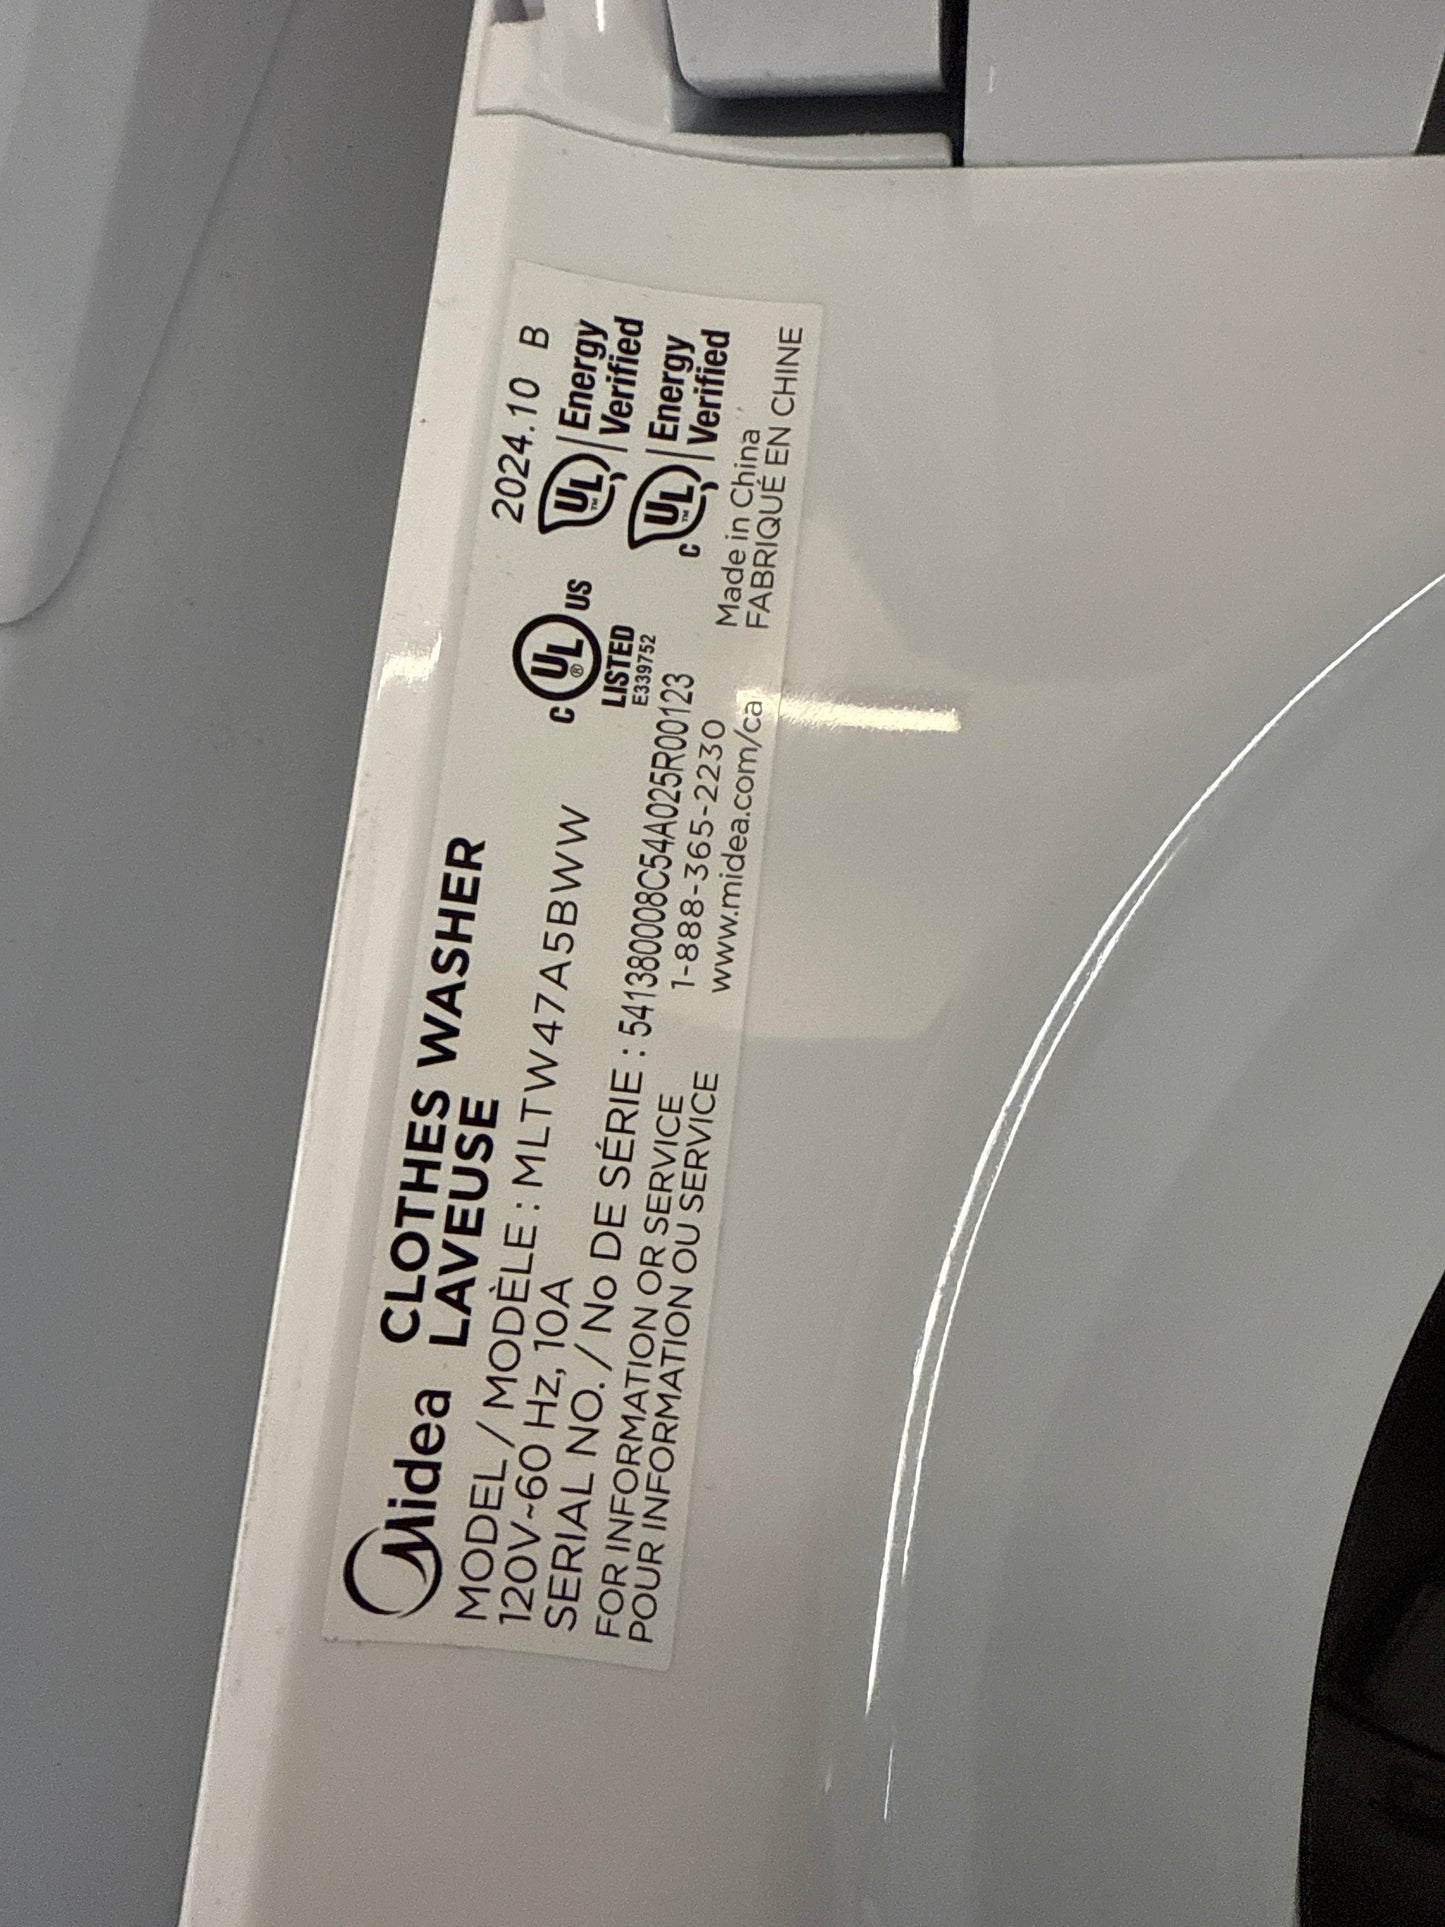 Midea CLOTHES WASHER
LAVEUSE
2024.10 B
MODEL / MODÈLE : MLTW47A5BWW
120V~60 Hz, 10A
SERIAL NO. / No DE SÉRIE : 541380008C54A025R00123
FOR INFORMATION OR SERVICE 1-888-365-2230
POUR INFORMATION OU SERVICE www.midea.com/ca
C UL ® US
LISTED
E339752
UL ™ Energy
Verified
C UL ™ Energy
Verified
Made in China
FABRIQUÉ EN CHINE